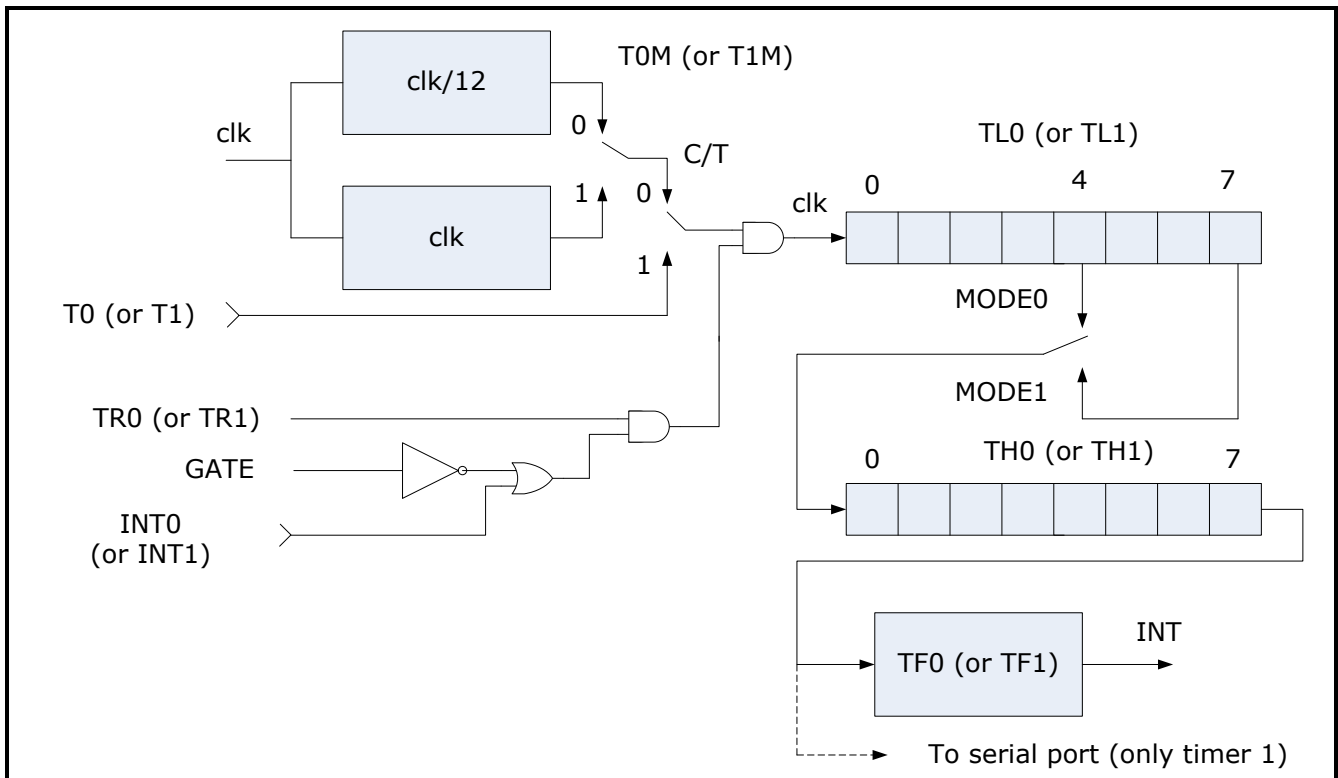 T0M (or T1M)
clk/12
clk
0
C/T
TL0 (or TL1)
1
0
clk
0
4
7
clk
1
T0 (or T1)
MODE0
MODE1
TR0 (or TR1)
GATE
0
TH0 (or TH1)
7
INT0
(or INT1)
TF0 (or TF1)
INT
To serial port (only timer 1)